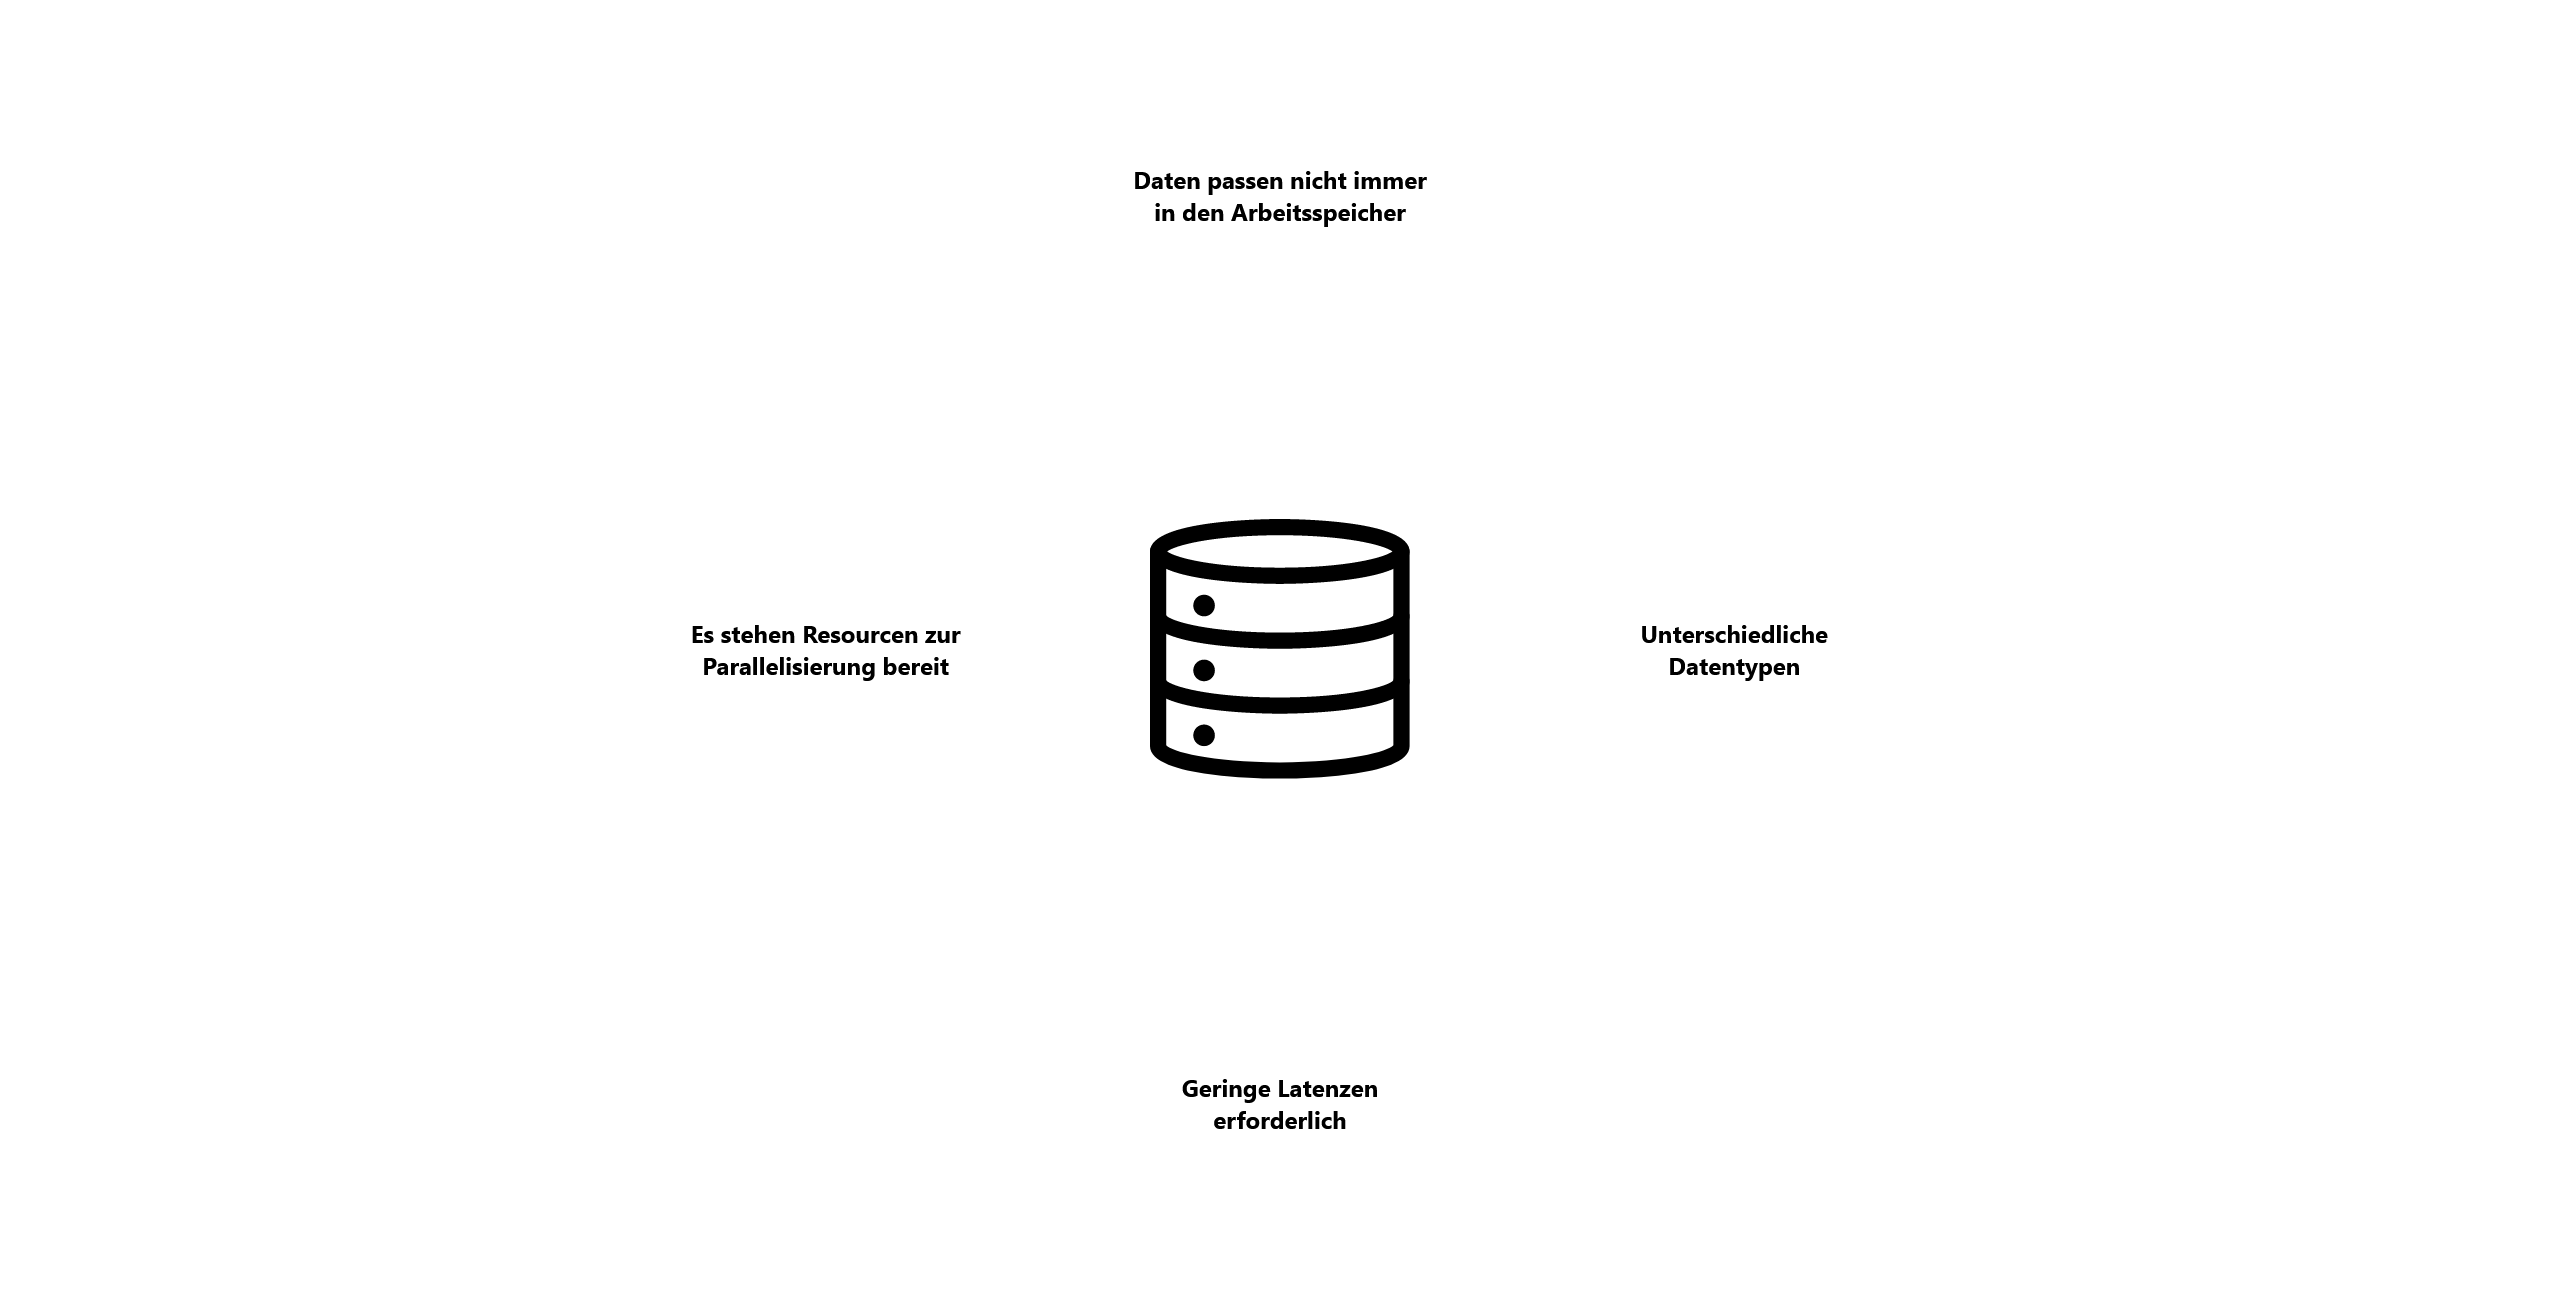 Daten passen nicht immer
in den Arbeitsspeicher
Es stehen Resourcen zur
Parallelisierung bereit
Unterschiedliche
Datentypen
Geringe Latenzen
erforderlich